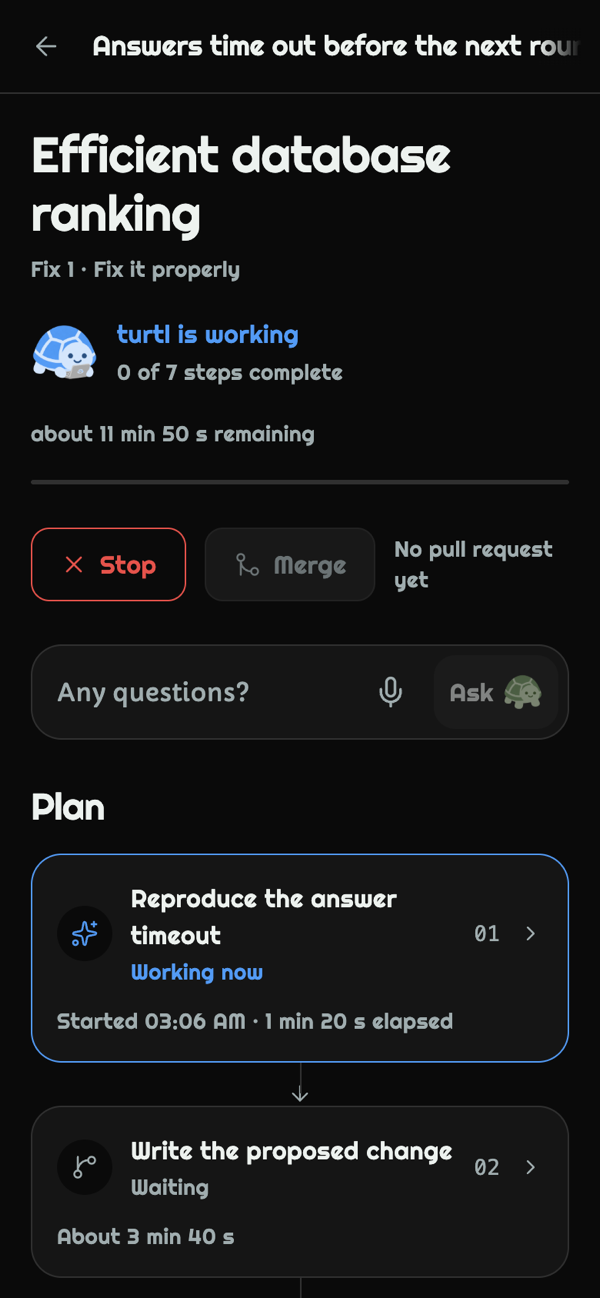 Answers time out before the next roun
Efficient database
ranking
Fix 1 · Fix it properly
turtl is working
0 of 7 steps complete
about 11 min 50 s remaining
Stop
Merge
No pull request
yet
Any questions?
Ask
Plan
Reproduce the answer
timeout
Working now
01
Started 03:06 AM · 1 min 20 s elapsed
Write the proposed change
Waiting
02
About 3 min 40 s